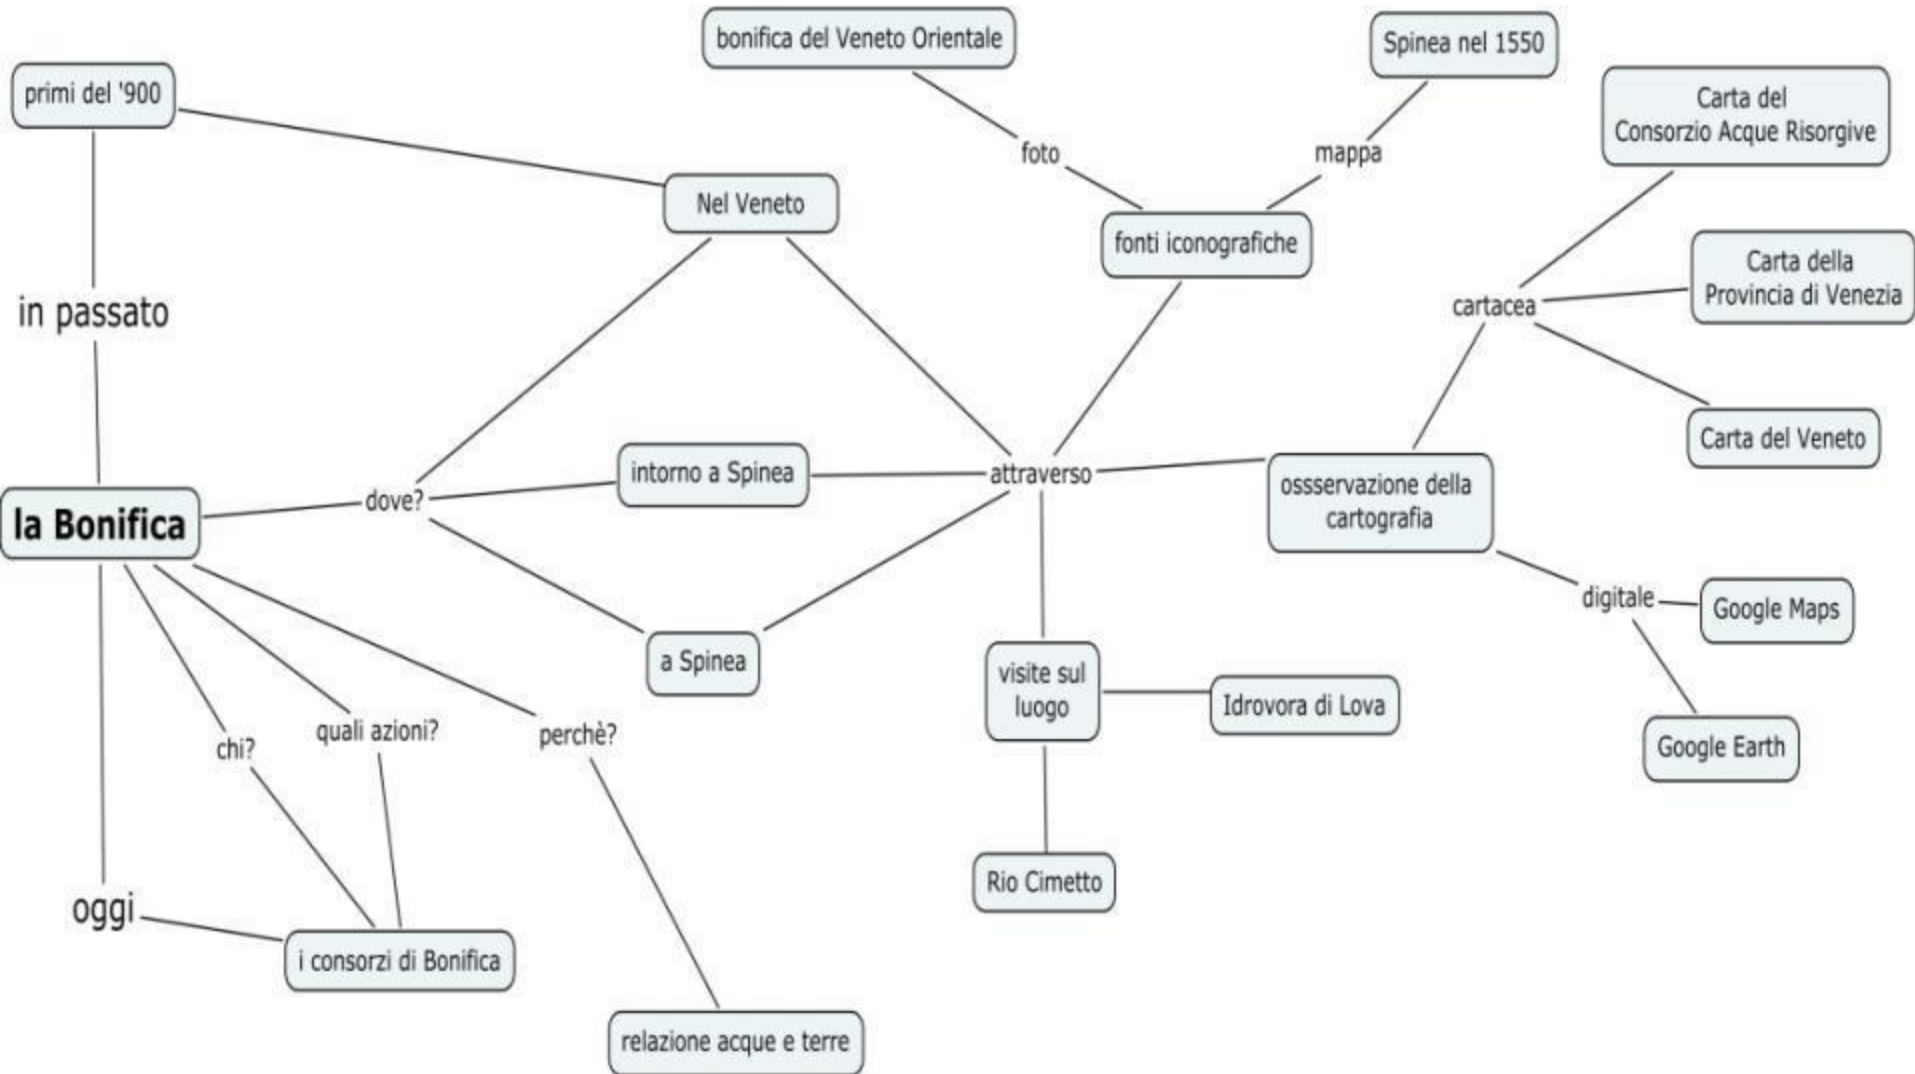 bonifica del Veneto Orientale
Spinea nel 1550
primi del '900
Carta del
Consorzio Acque Risorgive
foto
mappa
Nel Veneto
fonti iconografiche
Carta della
Provincia di Venezia
cartacea
in passato
Carta del Veneto
intorno a Spinea
attraverso
ossservazione della
cartografia
dove?
la Bonifica
digitale
Google Maps
a Spinea
visite sul
luogo
Idrovora di Lova
quali azioni?
chi?
perchè?
Google Earth
Rio Cimetto
oggi
i consorzi di Bonifica
relazione acque e terre